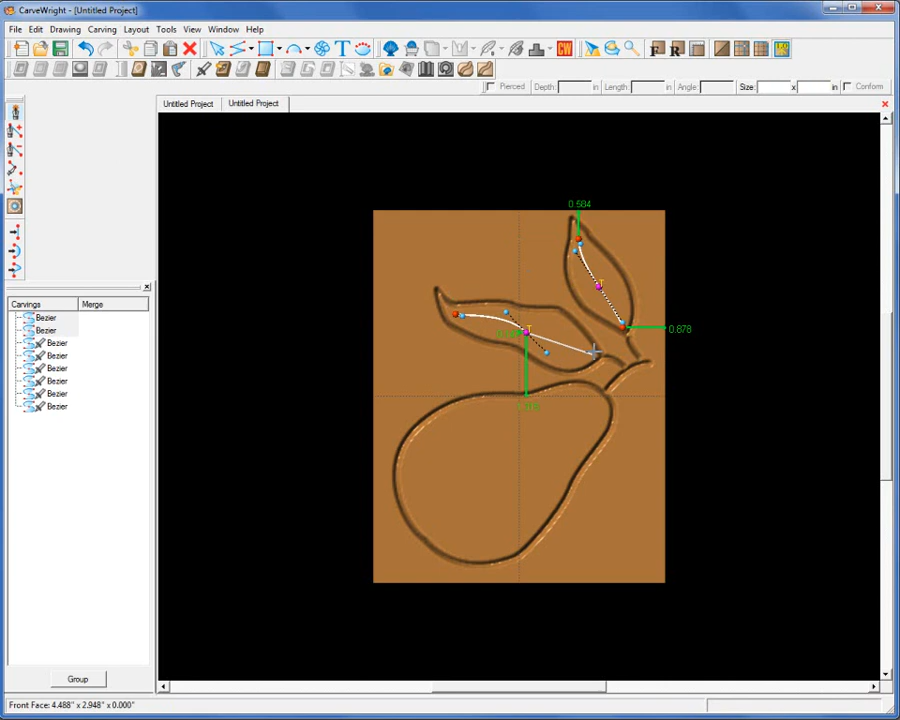 CarveWright - [Untitled Project]
File Edit Drawing Carving Layout Tools View Window Help
T CW F R
Pierced Depth: in Length: in Angle: Size: x in Conform
Untitled Project Untitled Project
0.584
Carvings Merge
Bezier
Bezier
Bezier
Bezier
Bezier
Bezier
Bezier
Bezier
0.878
Group
Front Face: 4.488" x 2.948" x 0.000"